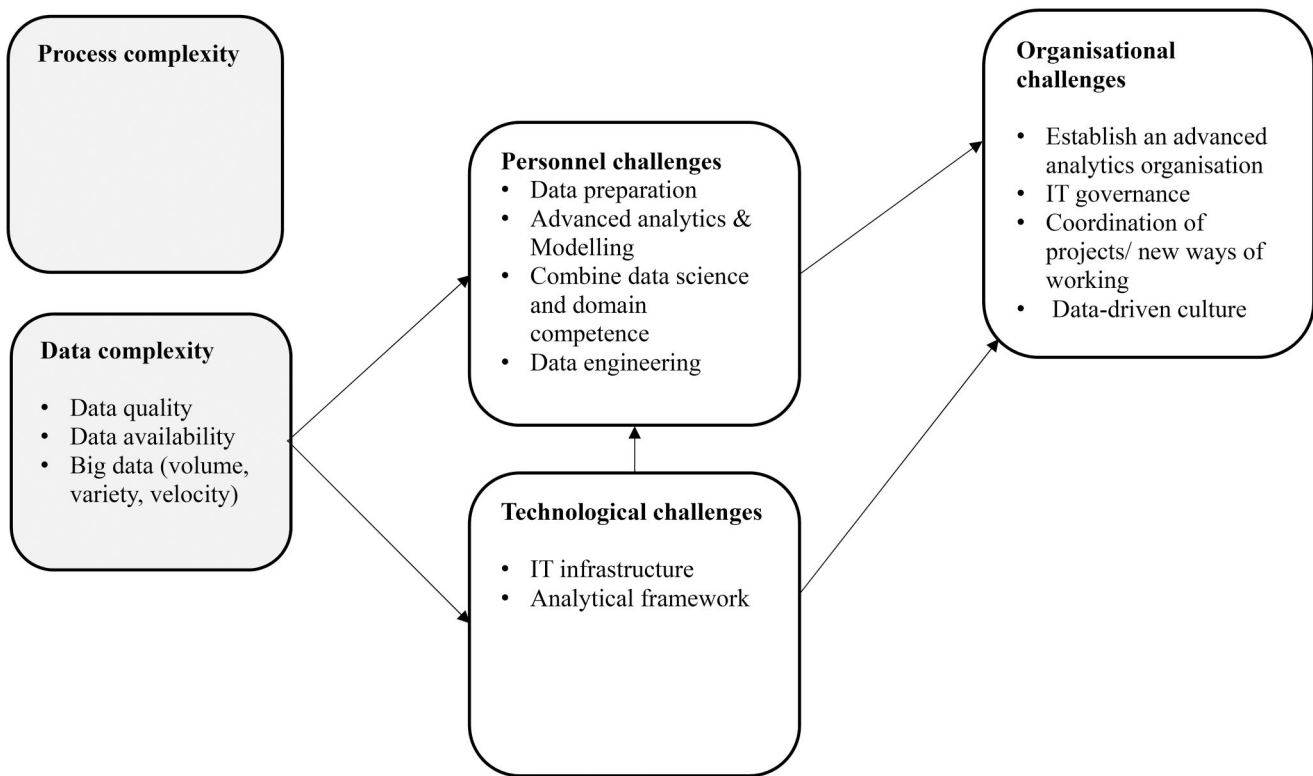 Process complexity
Data complexity
• Data quality
• Data availability
• Big data (volume,
variety, velocity)
Personnel challenges
• Data preparation
• Advanced analytics &
Modelling
• Combine data science
and domain
competence
• Data engineering
Technological challenges
• IT infrastructure
• Analytical framework
Organisational
challenges
• Establish an advanced
analytics organisation
• IT governance
• Coordination of
projects/ new ways of
working
• Data-driven culture